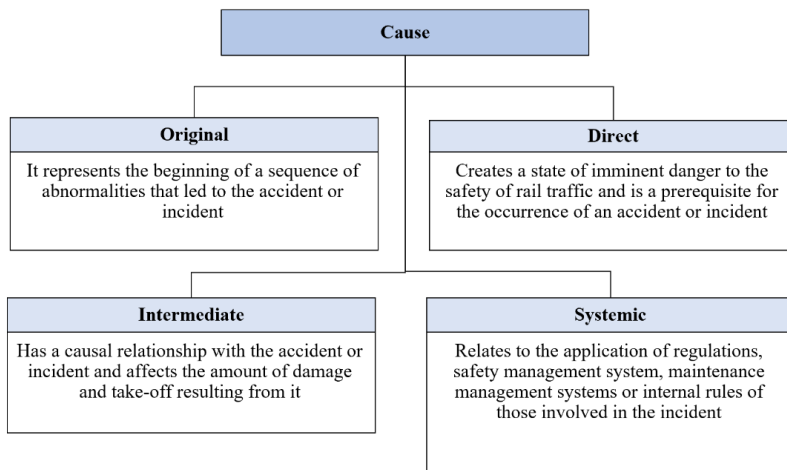 Cause
Original
It represents the beginning of a sequence of
abnormalities that led to the accident or
incident
Direct
Creates a state of imminent danger to the
safety of rail traffic and is a prerequisite for
the occurrence of an accident or incident
Intermediate
Has a causal relationship with the accident or
incident and affects the amount of damage
and take-off resulting from it
Systemic
Relates to the application of regulations,
safety management system, maintenance
management systems or internal rules of
those involved in the incident